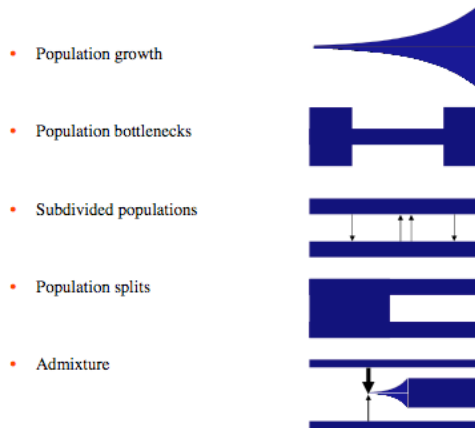 • Population growth
• Population bottlenecks
• Subdivided populations
• Population splits
• Admixture